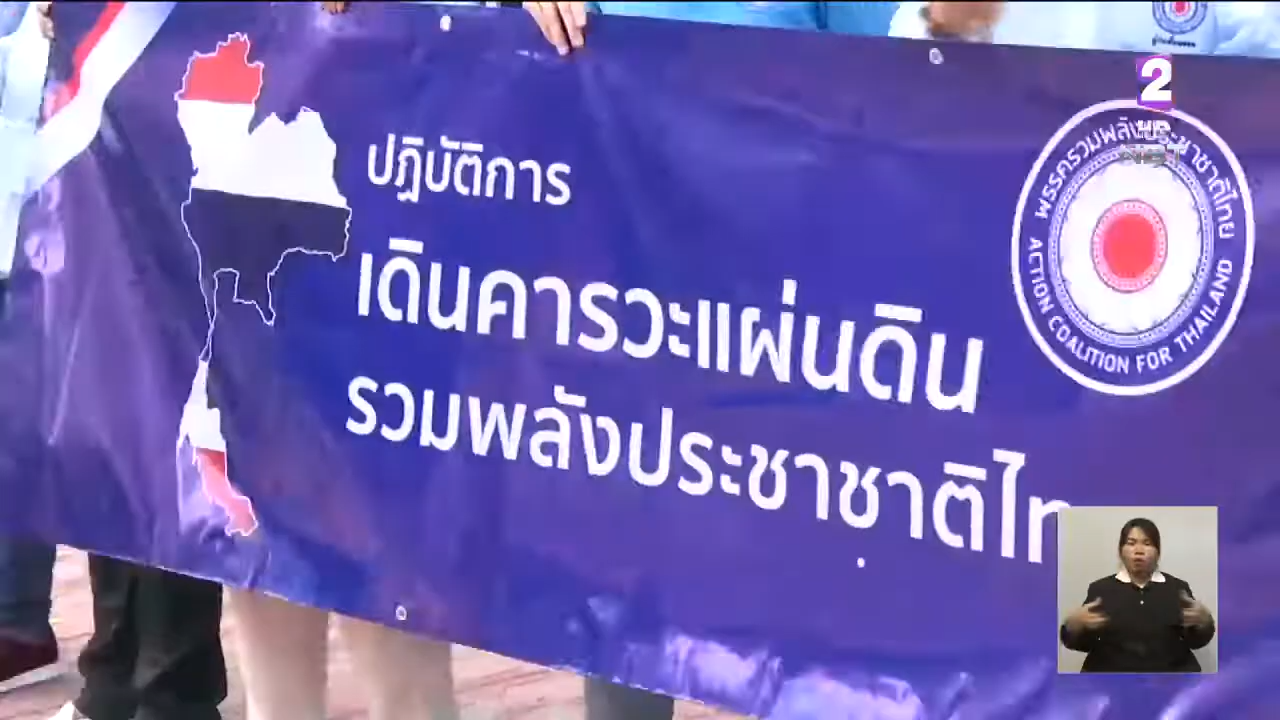 ปฏิบัติการ
เดินคารวะแผ่นดิน
รวมพลังประชาชาติไท
พรรครวมพลังประชาชาติไทย
ACTION COALITION FOR THAILAND
2
HD
NBT